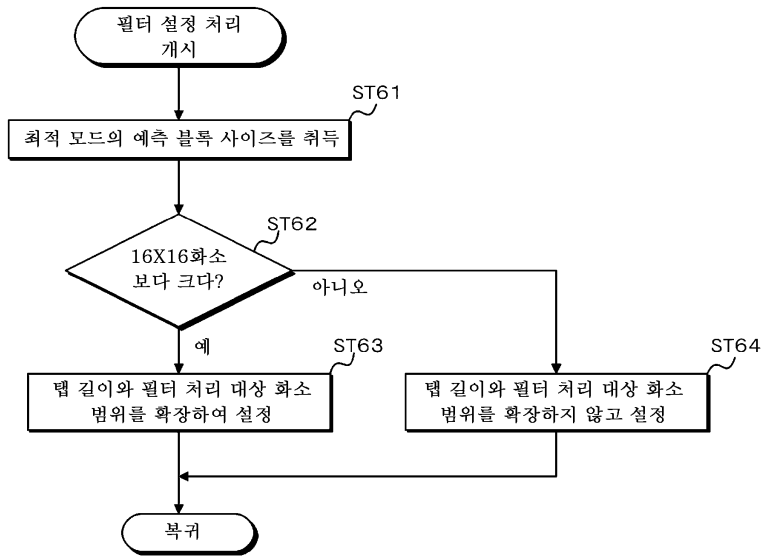 필터 설정 처리
개시
ST61
최적 모드의 예측 블록 사이즈를 취득
ST62
16X16화소
보다 크다?
아니오
예
ST63
탭 길이와 필터 처리 대상 화소
범위를 확장하여 설정
ST64
탭 길이와 필터 처리 대상 화소
범위를 확장하지 않고 설정
복귀